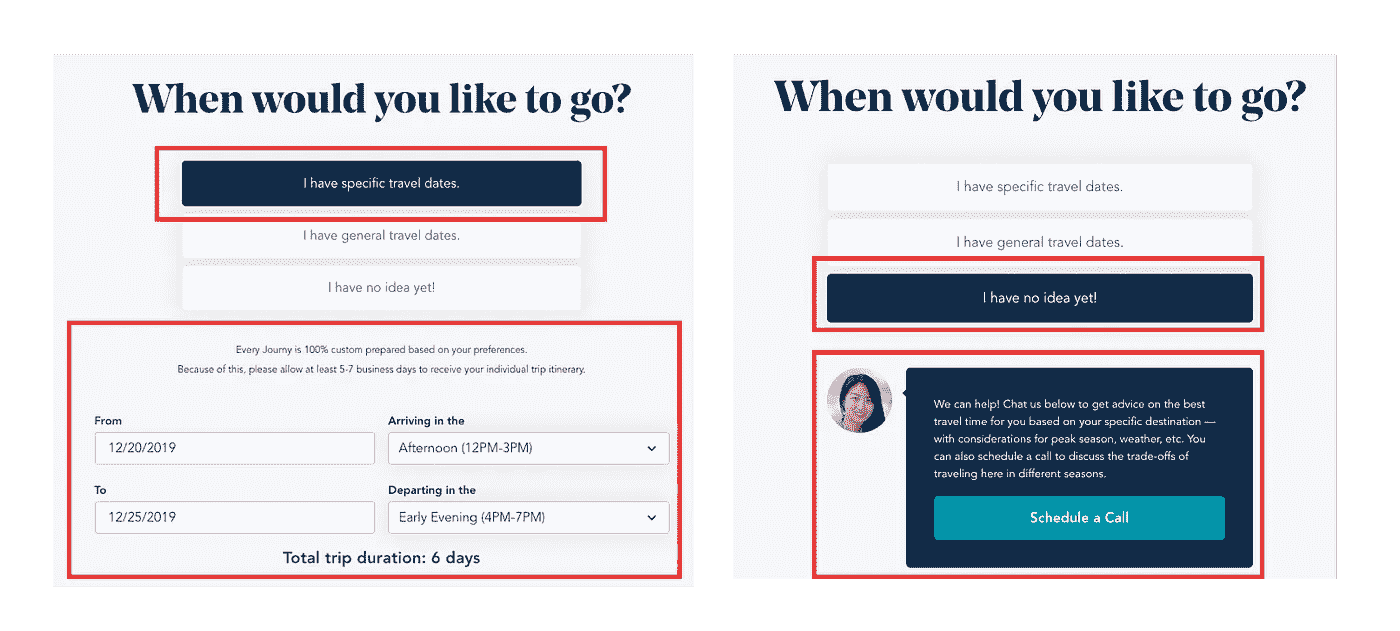 When would you like to go?
I have specific travel dates.
I have general travel dates.
I have no idea yet!
Every Journy is 100% custom prepared based on your preferences.
Because of this, please allow at least 5-7 business days to receive your individual trip itinerary.
From
Arriving in the
12/20/2019
Afternoon (12PM-3PM)
To
Departing in the
12/25/2019
Early Evening (4PM-7PM)
Total trip duration: 6 days
When would you like to go?
I have specific travel dates.
I have general travel dates.
I have no idea yet!
We can help! Chat us below to get advice on the best
travel time for you based on your specific destination —
with considerations for peak season, weather, etc. You
can also schedule a call to discuss the trade-offs of
traveling here in different seasons.
Schedule a Call